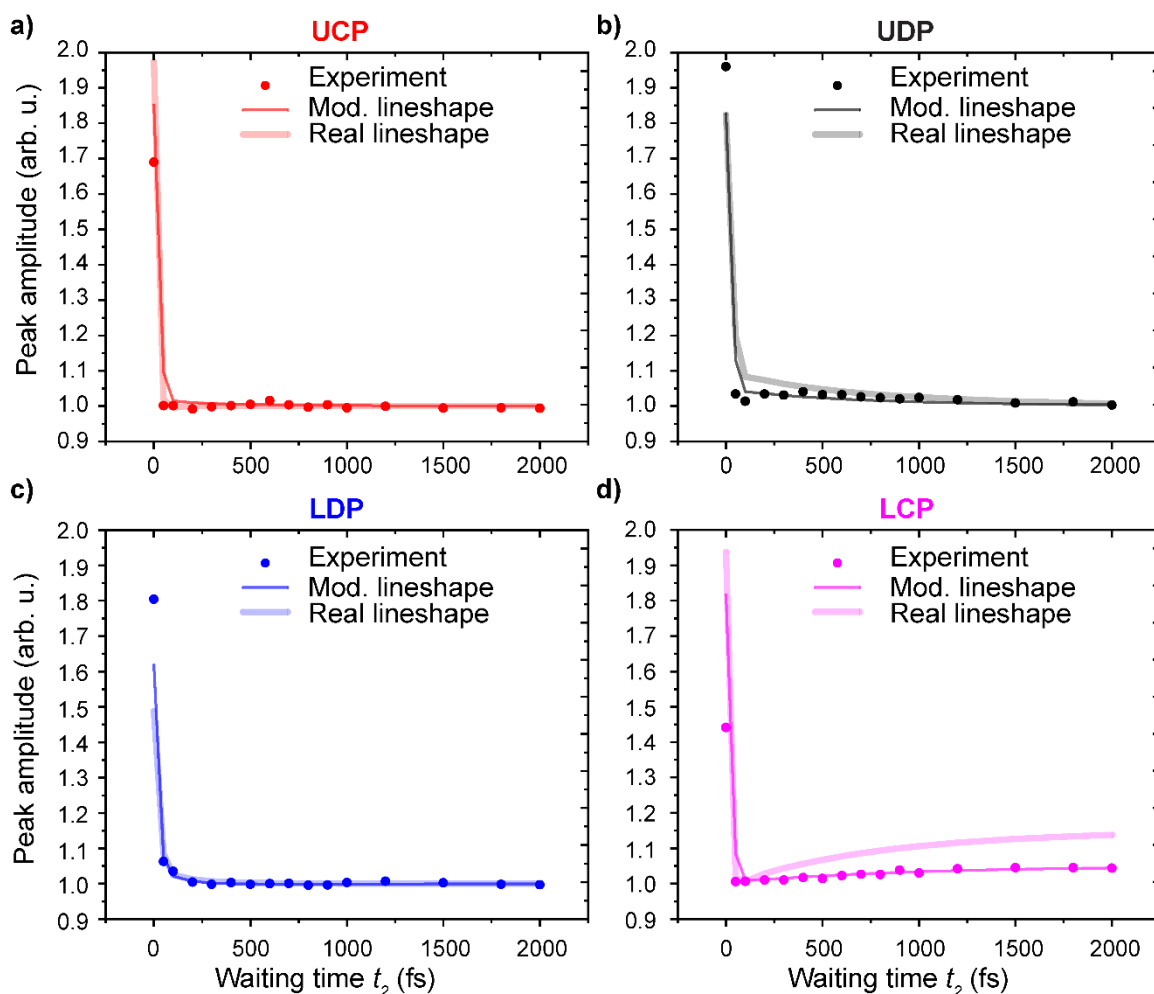 a)
UCP
2.0
1.9
1.8
1.7
1.6
1.5
1.4
1.3
1.2
1.1
1.0
0.9
Peak amplitude (arb. u.)
Experiment
Mod. lineshape
Real lineshape
0 500 1000 1500 2000
b)
UDP
2.0
1.9
1.8
1.7
1.6
1.5
1.4
1.3
1.2
1.1
1.0
0.9
Experiment
Mod. lineshape
Real lineshape
0 500 1000 1500 2000
c)
LDP
2.0
1.9
1.8
1.7
1.6
1.5
1.4
1.3
1.2
1.1
1.0
0.9
Peak amplitude (arb. u.)
Experiment
Mod. lineshape
Real lineshape
0 500 1000 1500 2000
Waiting time t₂ (fs)
d)
LCP
2.0
1.9
1.8
1.7
1.6
1.5
1.4
1.3
1.2
1.1
1.0
0.9
Experiment
Mod. lineshape
Real lineshape
0 500 1000 1500 2000
Waiting time t₂ (fs)